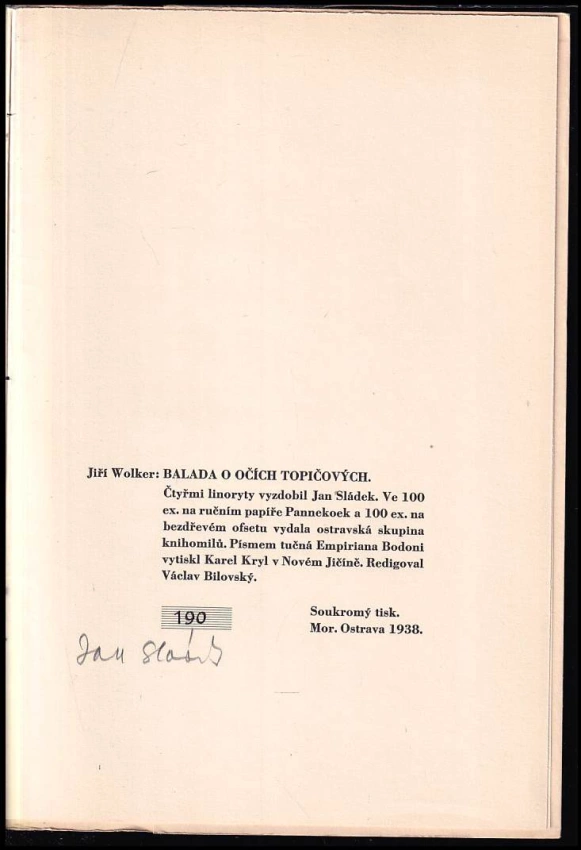 Jiří Wolker: BALADA O OČÍCH TOPIČOVÝCH.
Čtyřmi linoryty vyzdobil Jan Sládek. Ve 100
ex. na ručním papíře Pannekoek a 100 ex. na
bezdřevém ofsetu vydala ostravská skupina
knihomilů. Písmem tučná Empiriana Bodoni
vytiskl Karel Kryl v Novém Jičíně. Redigoval
Václav Bilovský.
190
Soukromý tisk.
Mor. Ostrava 1938.
Jan Sládek